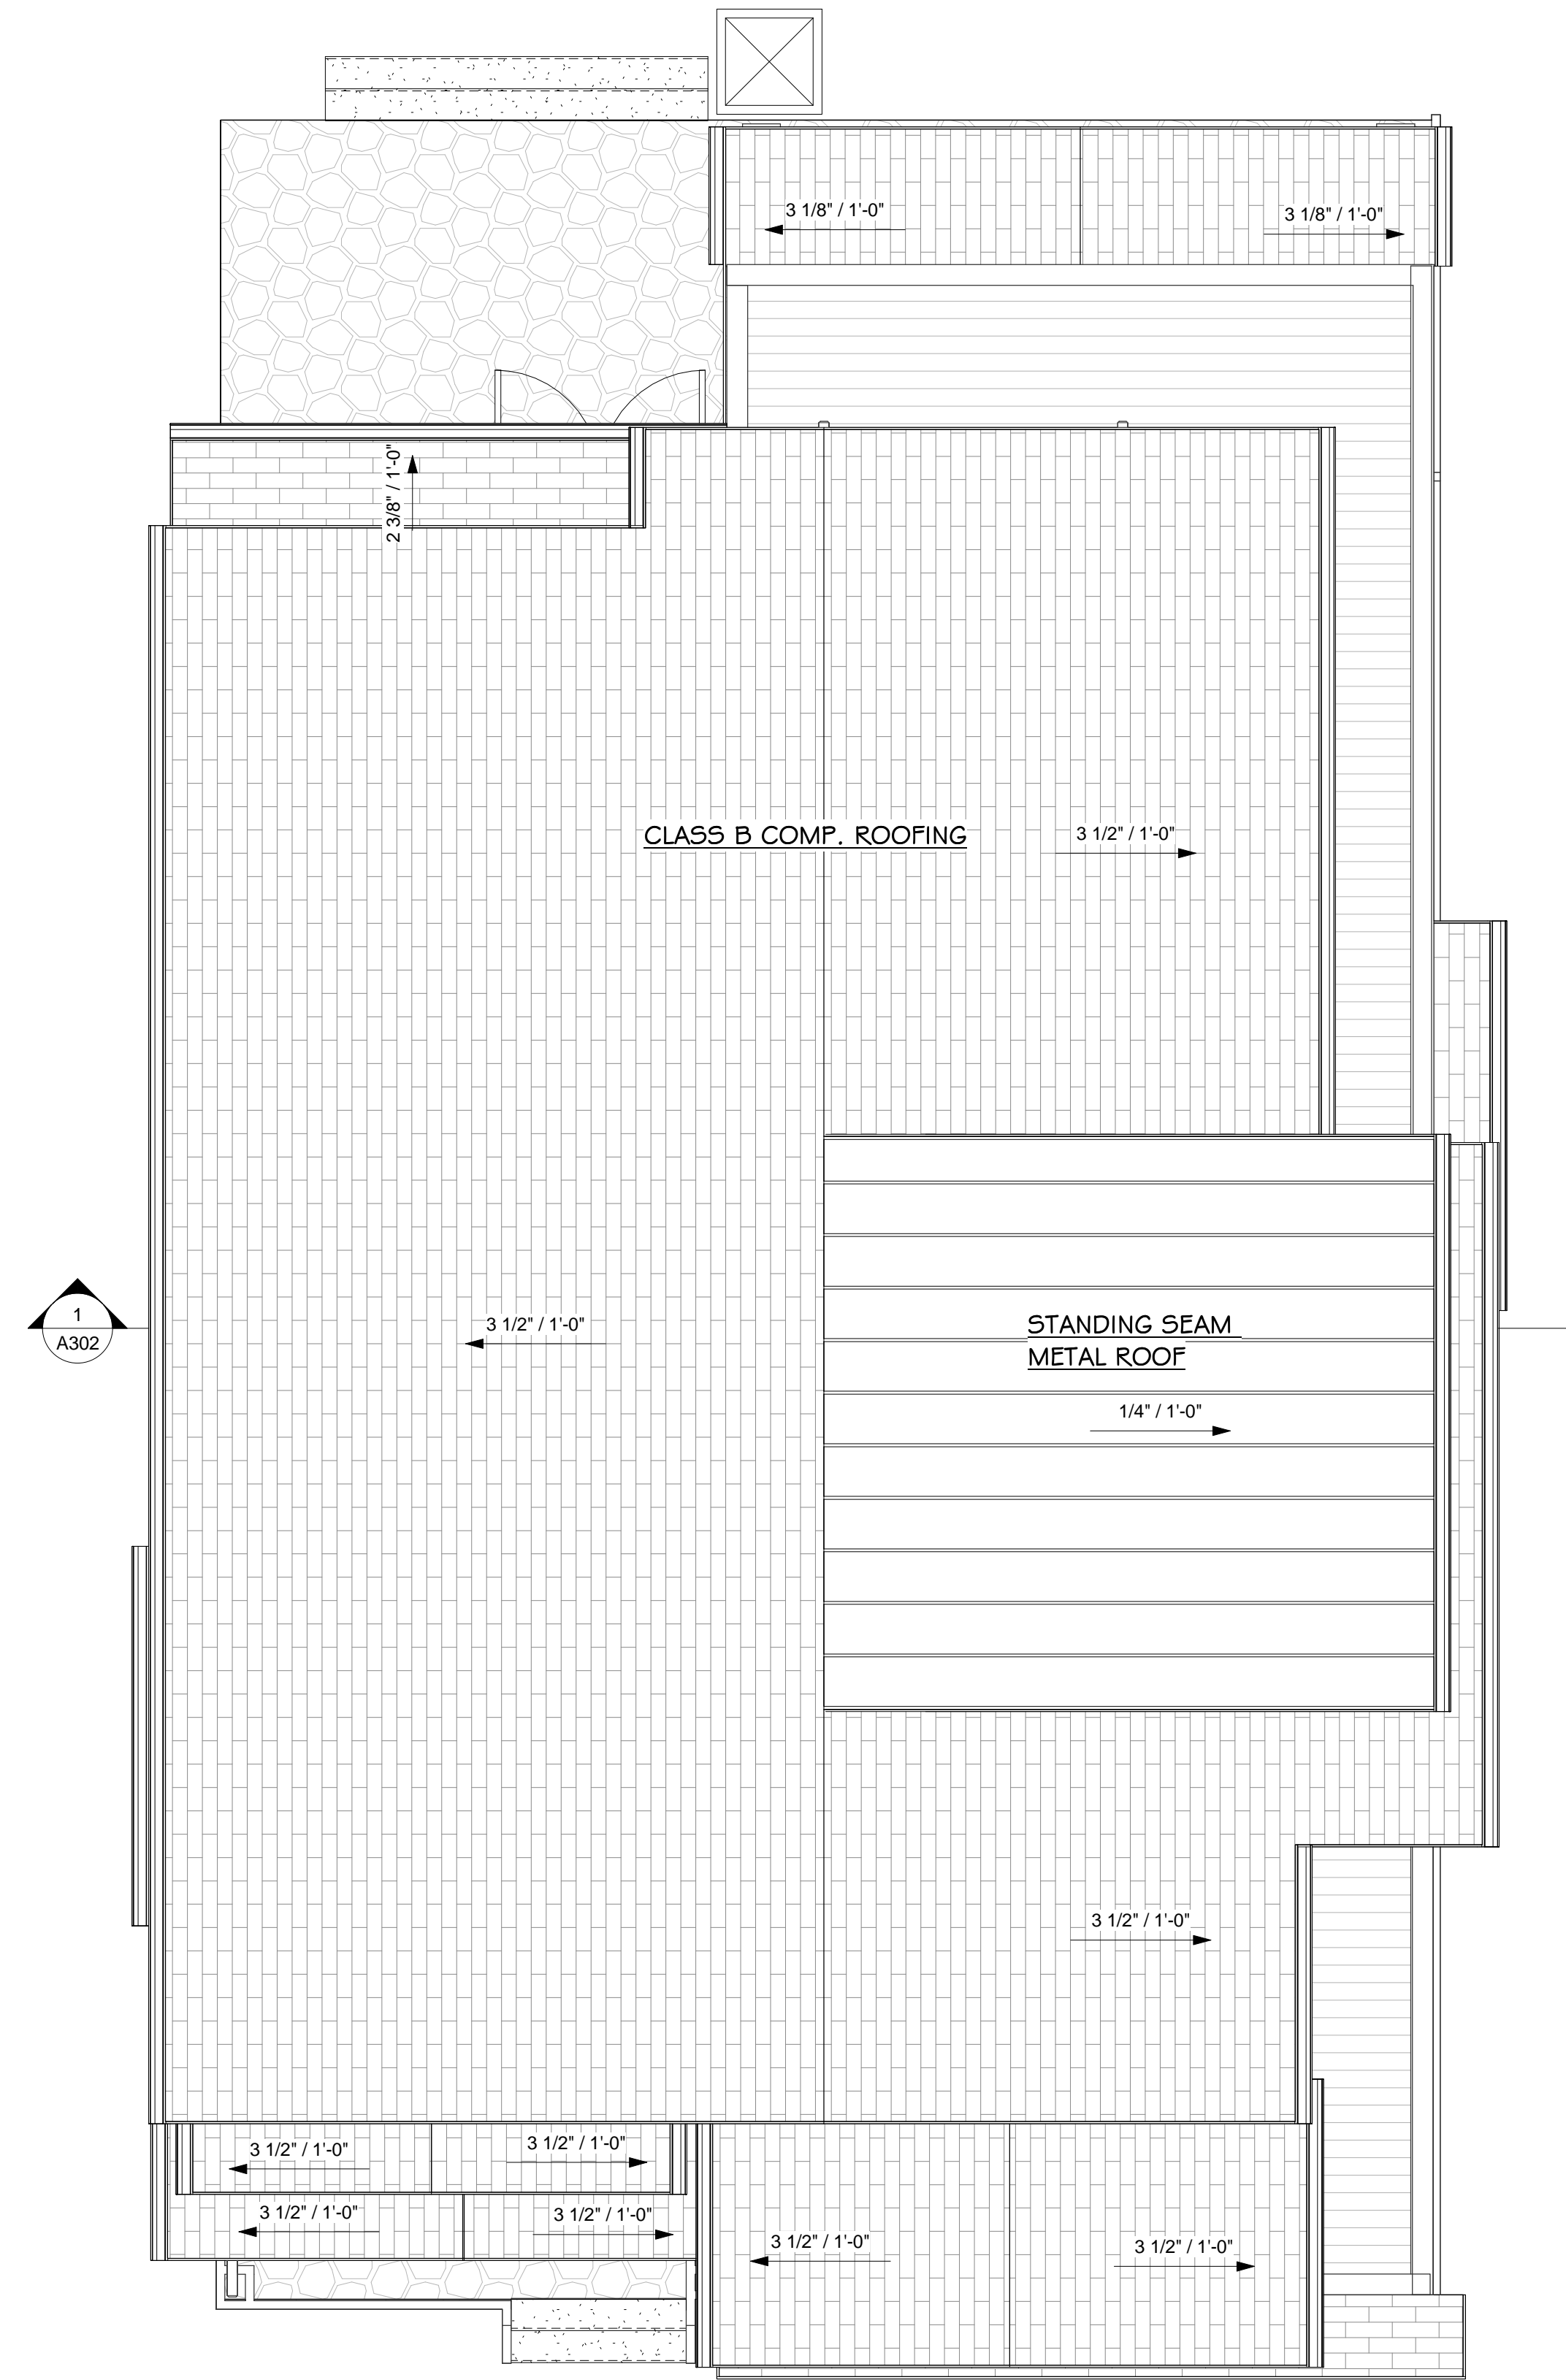 3 1/8" / 1'-0"
3 1/8" / 1'-0"
2 3/8" / 1'-0"
CLASS B COMP. ROOFING
3 1/2" / 1'-0"
1
A302
3 1/2" / 1'-0"
STANDING SEAM
METAL ROOF
1/4" / 1'-0"
3 1/2" / 1'-0"
3 1/2" / 1'-0"
3 1/2" / 1'-0"
3 1/2" / 1'-0"
3 1/2" / 1'-0"
3 1/2" / 1'-0"
3 1/2" / 1'-0"